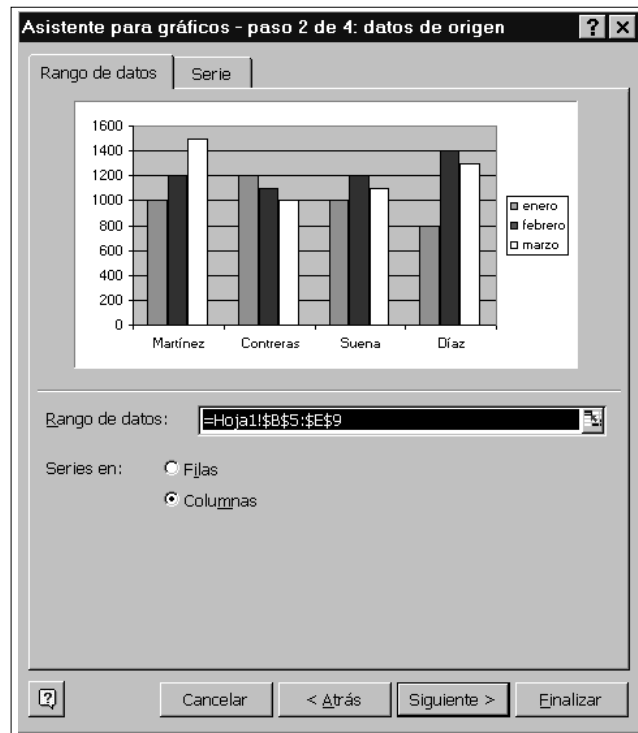 Asistente para gráficos - paso 2 de 4: datos de origen
Rango de datos Serie
1600
1400
1200
1000
800
600
400
200
0
Martínez Contreras Suena Díaz
enero
febrero
marzo
Rango de datos: =Hoja1!$B$5:$E$9
Series en: Filas
Columnas
Cancelar < Atrás Siguiente > Finalizar